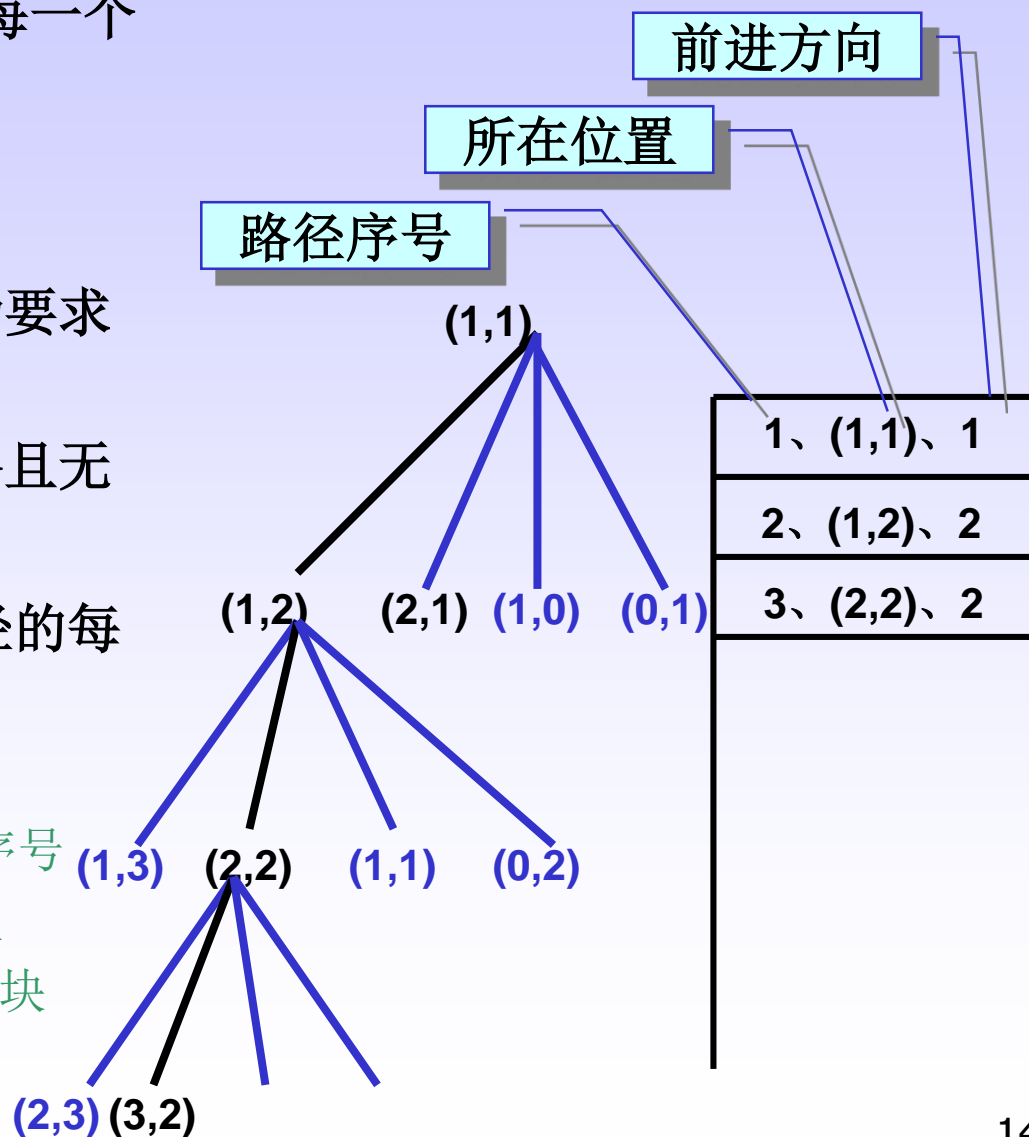 每一个
前进方向
所在位置
路径序号
要求
(1,1)
1、(1,1)、1
且无
2、(1,2)、2
(1,2) (2,1) (1,0) (0,1)
3、(2,2)、2
径的每
序号
(1,3) (2,2) (1,1) (0,2)
块
(2,3) (3,2)
14